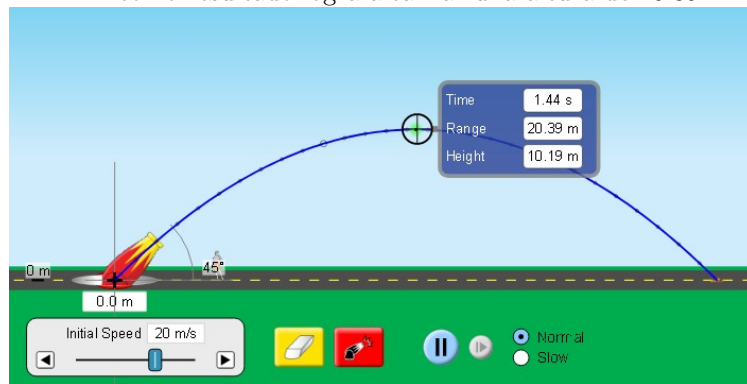 Time 1.44 s
Range 20.39 m
Height 10.19 m
45°
0 m
0.0 m
Initial Speed 20 m/s
Normal
Slow